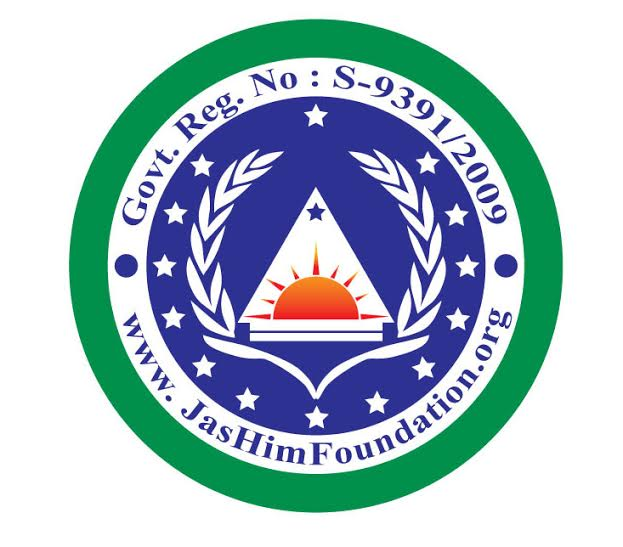 Govt. Reg. No : S-9391/2009
www. JasHimFoundation.org